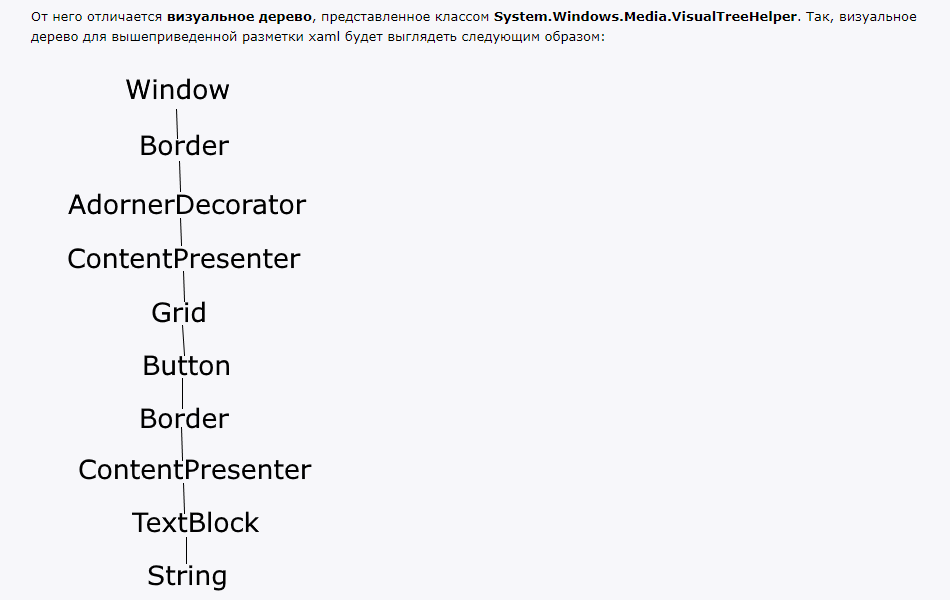 От него отличается визуальное дерево, представленное классом System.Windows.Media.VisualTreeHelper. Так, визуальное
дерево для вышеприведенной разметки xaml будет выглядеть следующим образом:
Window
Border
AdornerDecorator
ContentPresenter
Grid
Button
Border
ContentPresenter
TextBlock
String